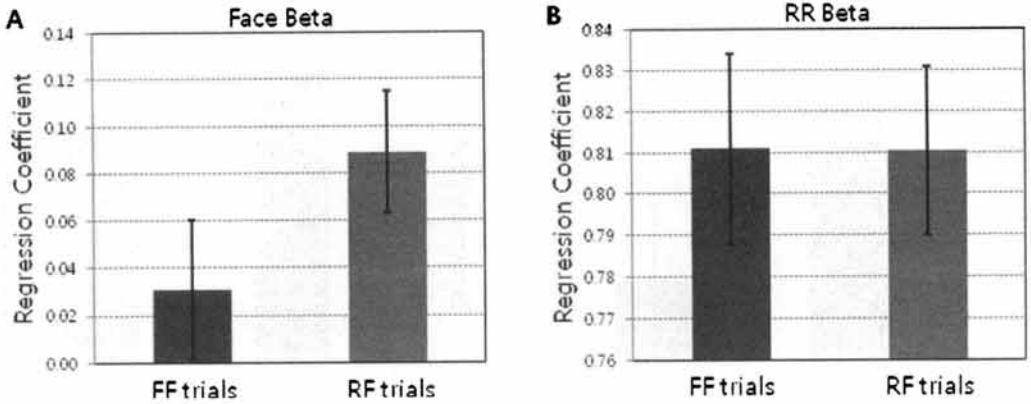 A
Face Beta
Regression Coefficient
0.14
0.12
0.10
0.08
0.06
0.04
0.02
0.00
FF trials
RF trials
B
RR Beta
Regression Coefficient
0.84
0.83
0.82
0.81
0.80
0.79
0.78
0.77
0.76
FF trials
RF trials